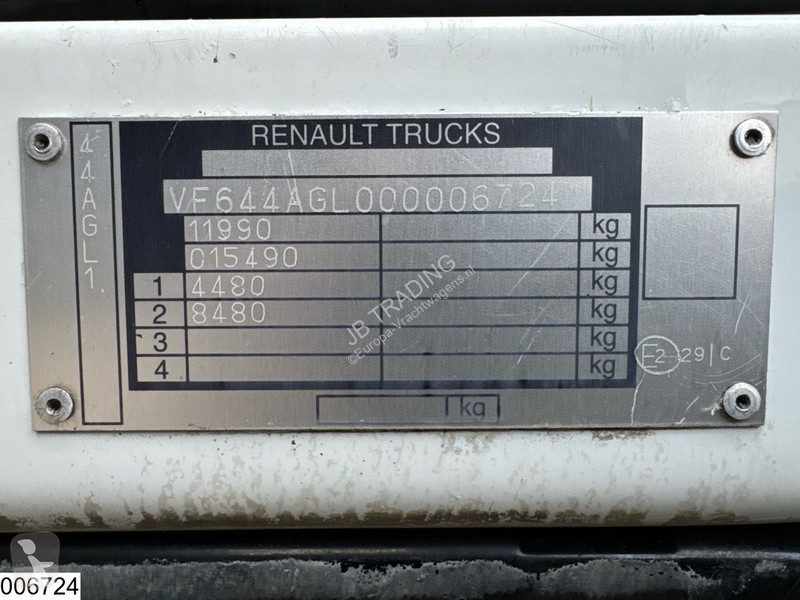 RENAULT TRUCKS
44AGL1.
VF644AGL000006724
11990 kg
015490 kg
1 4480 kg
2 8480 kg
3 kg
4 kg
kg
E2 29|C
JB TRADING
©Europa-Vrachtwagens.nl
006724